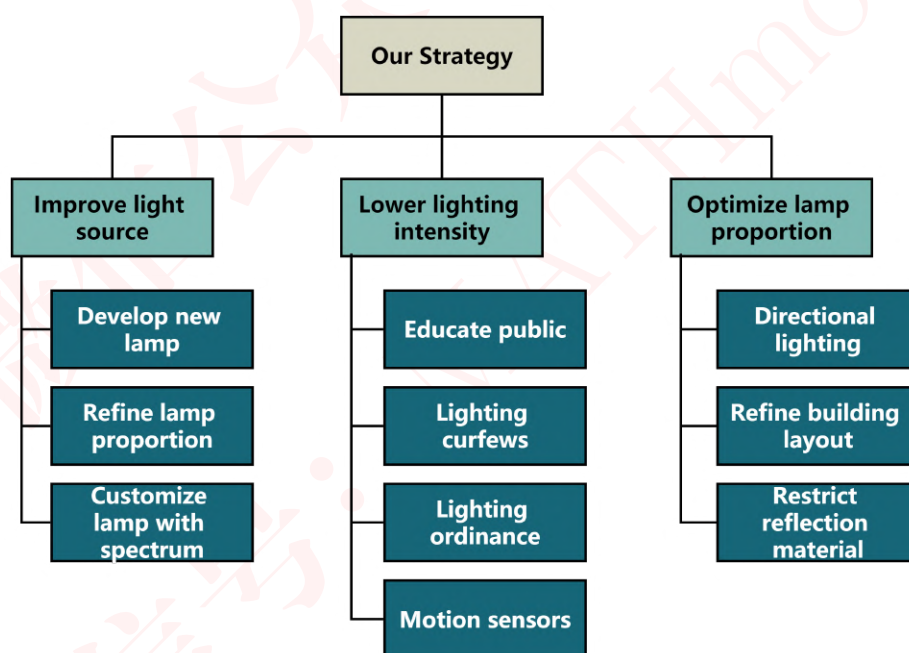 Our Strategy
Improve light
source
Develop new
lamp
Refine lamp
proportion
Customize
lamp with
spectrum
Lower lighting
intensity
Educate public
Lighting
curfews
Lighting
ordinance
Motion sensors
Optimize lamp
proportion
Directional
lighting
Refine building
layout
Restrict
reflection
material